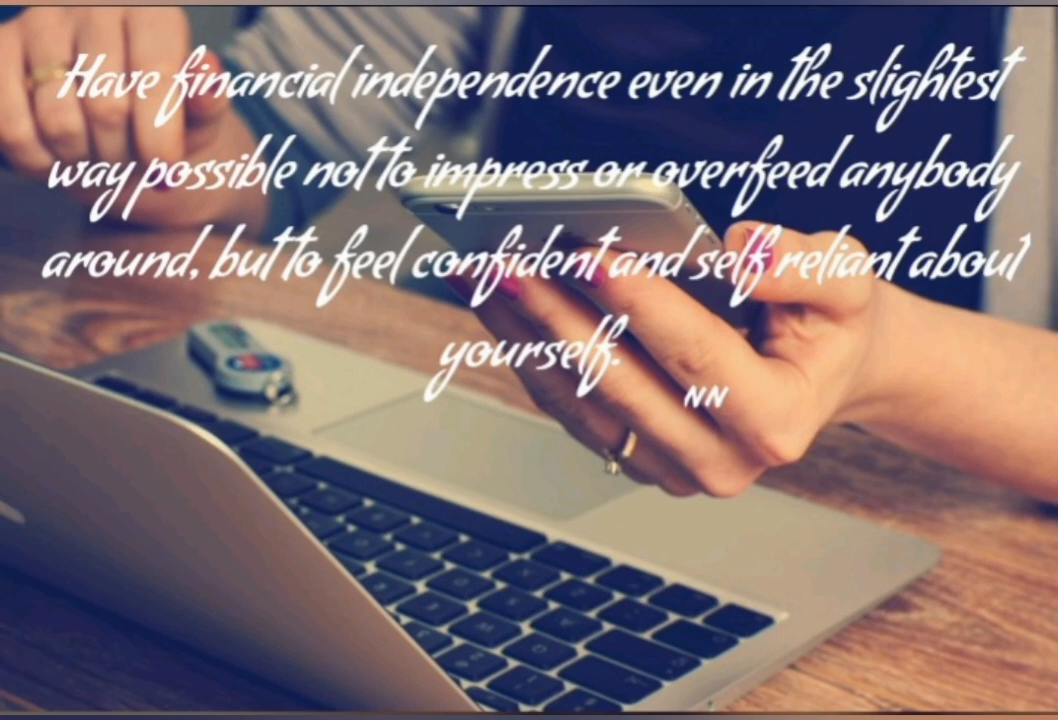 Have financial independence even in the slightest
way possible not to impress or overfeed anybody
around, but to feel confident and self reliant about
yourself.
NN